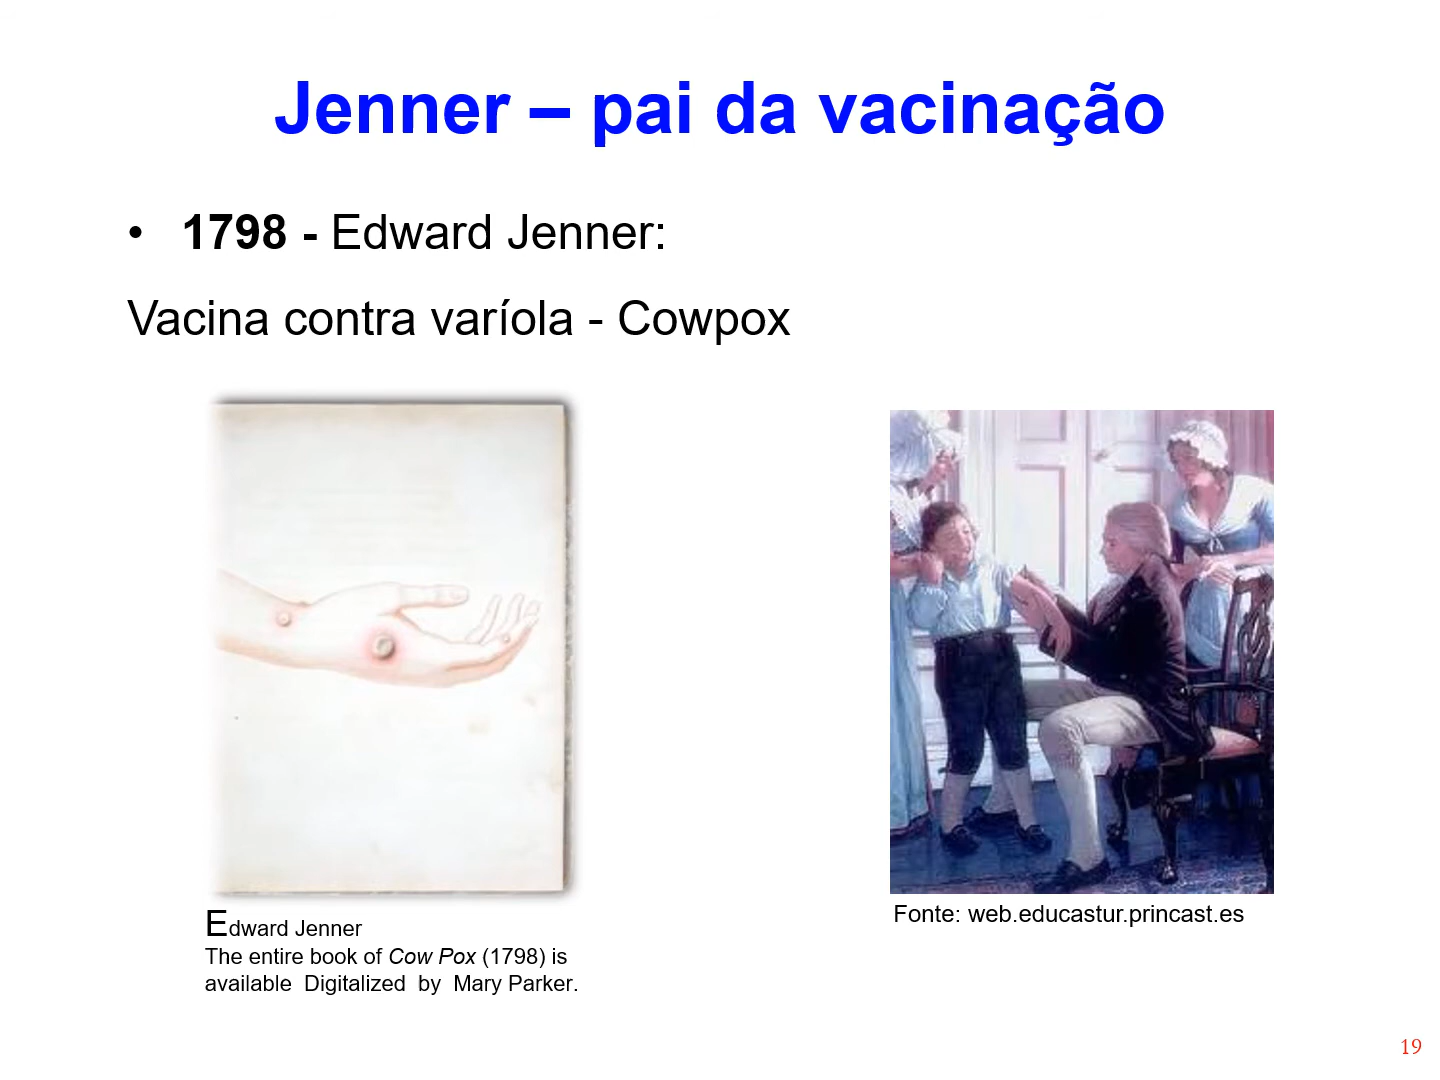 Jenner – pai da vacinação
• 1798 - Edward Jenner:
Vacina contra varíola - Cowpox
Edward Jenner
The entire book of Cow Pox (1798) is
available Digitalized by Mary Parker.
Fonte: web.educastur.princast.es
19